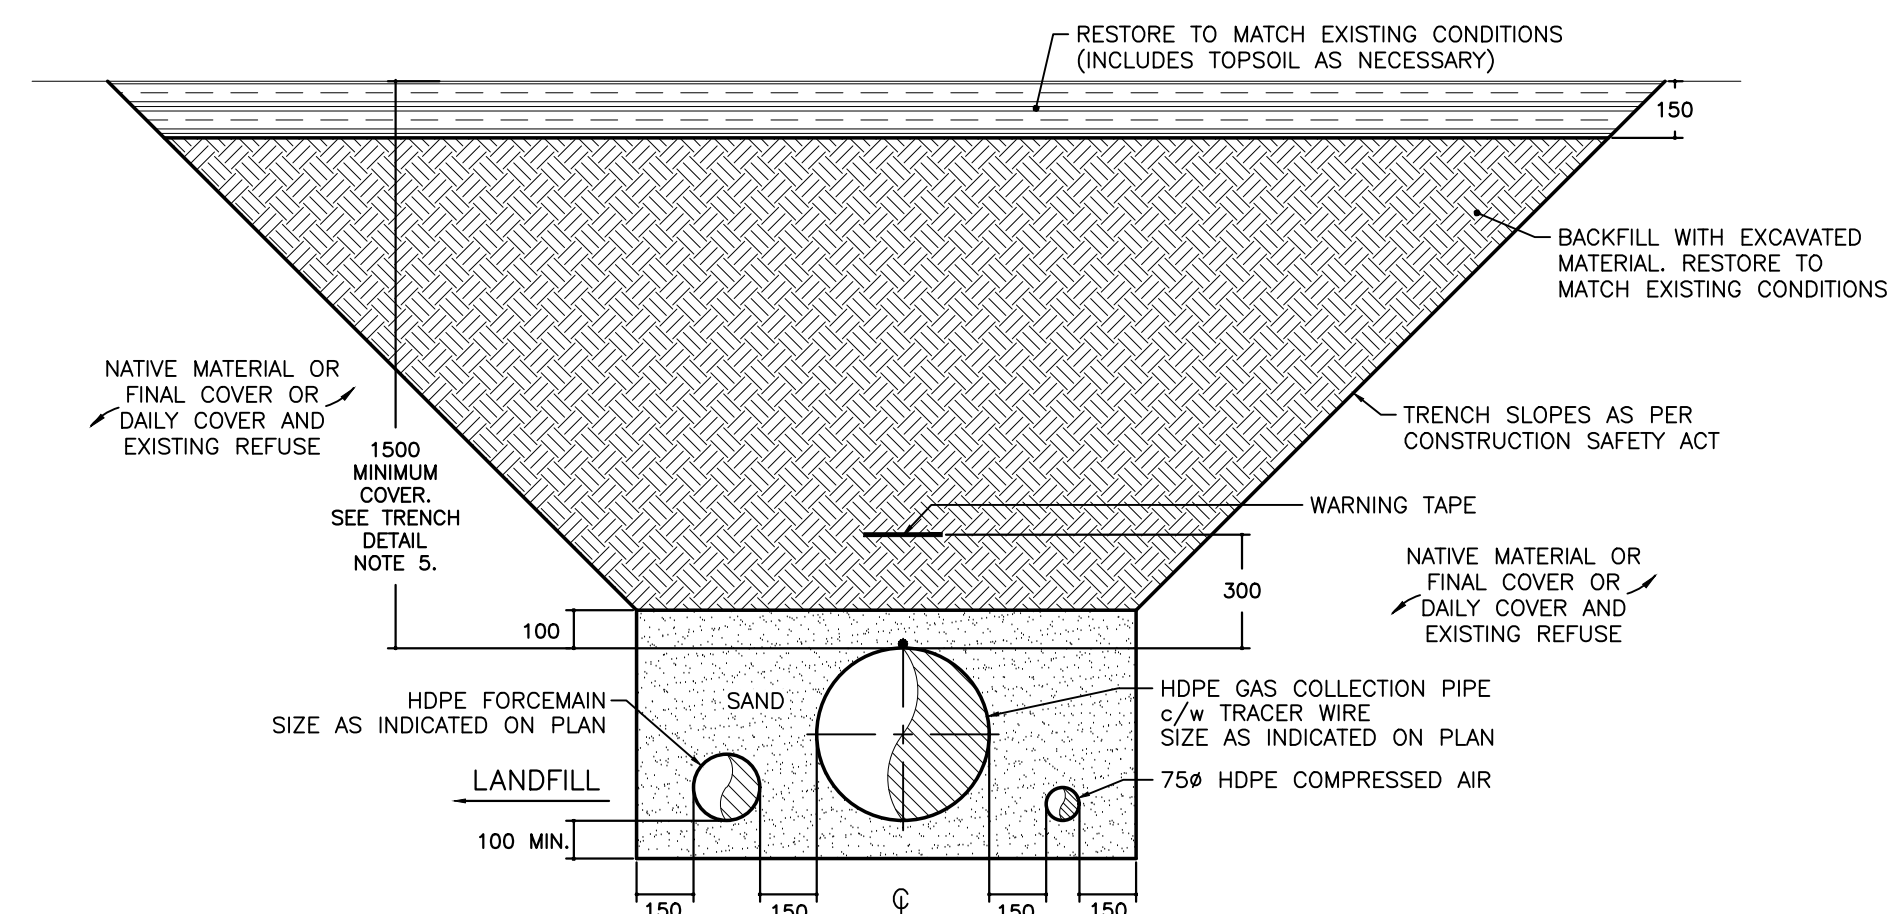 RESTORE TO MATCH EXISTING CONDITIONS
(INCLUDES TOPSOIL AS NECESSARY)
150
BACKFILL WITH EXCAVATED
MATERIAL. RESTORE TO
MATCH EXISTING CONDITIONS
NATIVE MATERIAL OR
FINAL COVER OR
DAILY COVER AND
EXISTING REFUSE
1500
MINIMUM
COVER.
SEE TRENCH
DETAIL
NOTE 5.
TRENCH SLOPES AS PER
CONSTRUCTION SAFETY ACT
WARNING TAPE
300
NATIVE MATERIAL OR
FINAL COVER OR
DAILY COVER AND
EXISTING REFUSE
100
HDPE FORCEMAIN
SIZE AS INDICATED ON PLAN
SAND
HDPE GAS COLLECTION PIPE
c/w TRACER WIRE
SIZE AS INDICATED ON PLAN
LANDFILL
75ø HDPE COMPRESSED AIR
100 MIN.
150 150 ℄ 150 150